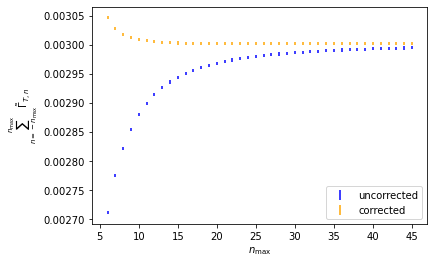 0.00305
0.00300
0.00295
0.00290
0.00285
0.00280
0.00275
0.00270
∑_{n=−n_max}^{n_max} Γ̃_{T,n}
5 10 15 20 25 30 35 40 45
n_max
uncorrected
corrected